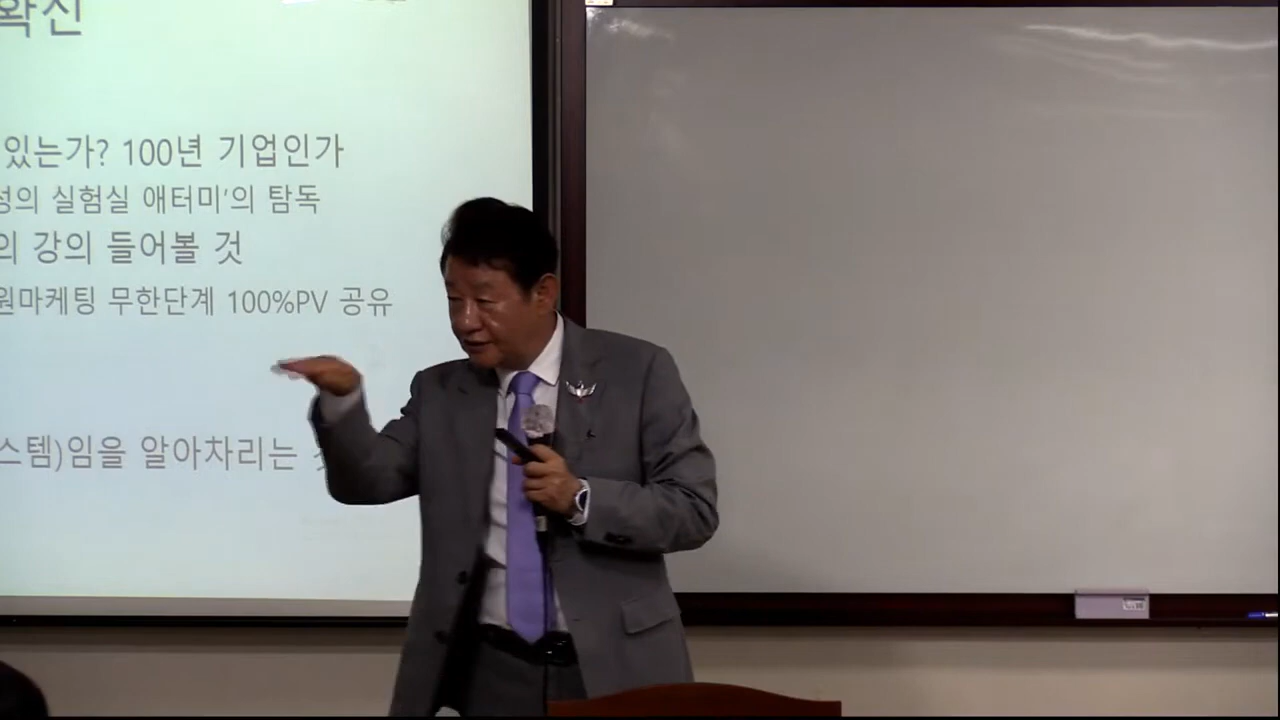 확신
있는가? 100년 기업인가
성의 실험실 애터미'의 탐독
의 강의 들어볼 것
원마케팅 무한단계 100%PV 공유
스템)임을 알아차리는